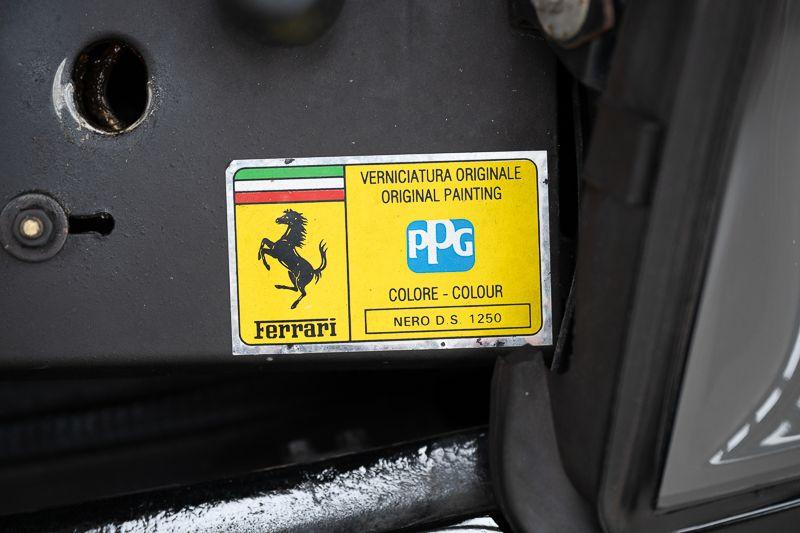 VERNICIATURA ORIGINALE
ORIGINAL PAINTING
PPG
COLORE - COLOUR
NERO D.S. 1250
Ferrari